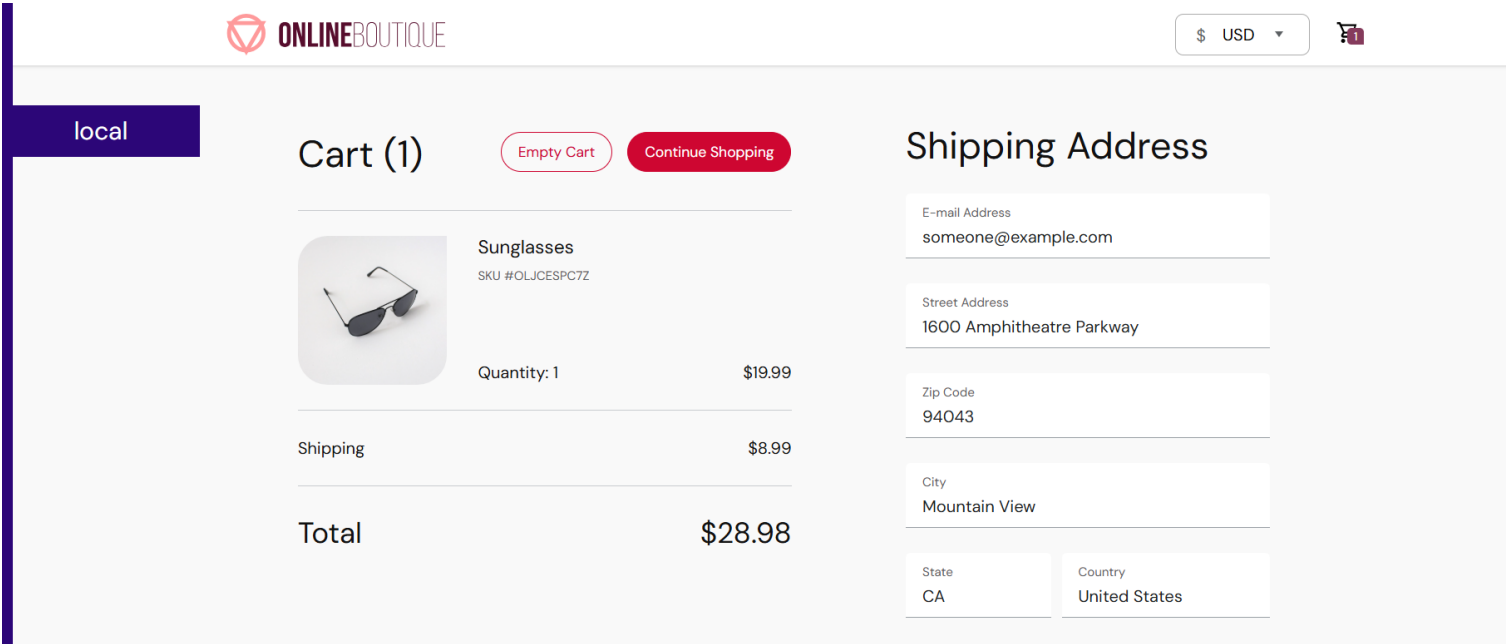 ONLINEBOUTIQUE
$ USD
1
local
Cart (1)
Empty Cart
Continue Shopping
Sunglasses
SKU #OLJCESPC7Z
Quantity: 1
$19.99
Shipping
$8.99
Total
$28.98
Shipping Address
E-mail Address
someone@example.com
Street Address
1600 Amphitheatre Parkway
Zip Code
94043
City
Mountain View
State
CA
Country
United States